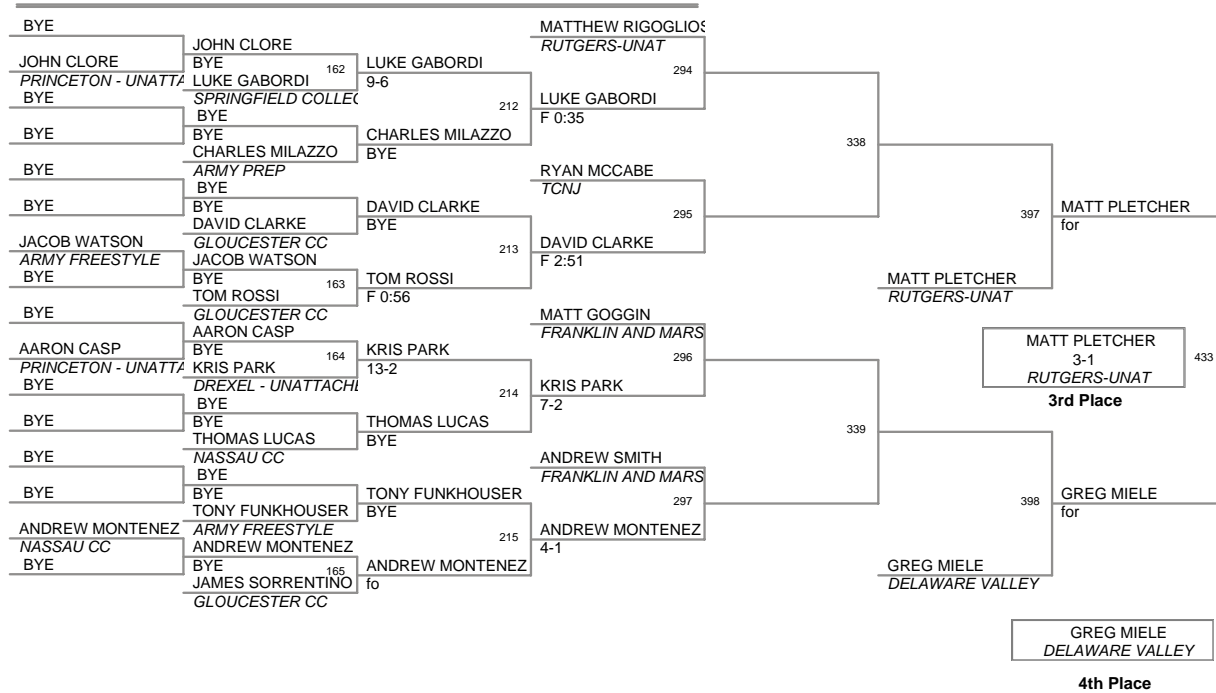 BYE
JOHN CLORE
PRINCETON - UNATTA
BYE
BYE
BYE
BYE
JACOB WATSON
ARMY FREESTYLE
BYE
BYE
AARON CASP
PRINCETON - UNATTA
BYE
BYE
BYE
BYE
ANDREW MONTENEZ
NASSAU CC
BYE
JOHN CLORE
BYE
162
LUKE GABORDI
SPRINGFIELD COLLEG
BYE
BYE
CHARLES MILAZZO
ARMY PREP
BYE
BYE
DAVID CLARKE
GLOUCESTER CC
JACOB WATSON
BYE
163
TOM ROSSI
GLOUCESTER CC
AARON CASP
BYE
164
KRIS PARK
DREXEL - UNATTACHE
BYE
BYE
THOMAS LUCAS
NASSAU CC
BYE
BYE
TONY FUNKHOUSER
ARMY FREESTYLE
ANDREW MONTENEZ
BYE
165
JAMES SORRENTINO
GLOUCESTER CC
LUKE GABORDI
9-6
212
CHARLES MILAZZO
BYE
DAVID CLARKE
BYE
213
TOM ROSSI
F 0:56
KRIS PARK
13-2
214
THOMAS LUCAS
BYE
TONY FUNKHOUSER
BYE
215
ANDREW MONTENEZ
fo
MATTHEW RIGOGLIOS
RUTGERS-UNAT
294
LUKE GABORDI
F 0:35
RYAN MCCABE
TCNJ
295
DAVID CLARKE
F 2:51
MATT GOGGIN
FRANKLIN AND MARS
296
KRIS PARK
7-2
ANDREW SMITH
FRANKLIN AND MARS
297
ANDREW MONTENEZ
4-1
338
339
MATT PLETCHER
RUTGERS-UNAT
397
GREG MIELE
DELAWARE VALLEY
398
MATT PLETCHER
for
MATT PLETCHER
3-1
RUTGERS-UNAT
433
3rd Place
GREG MIELE
for
GREG MIELE
DELAWARE VALLEY
4th Place